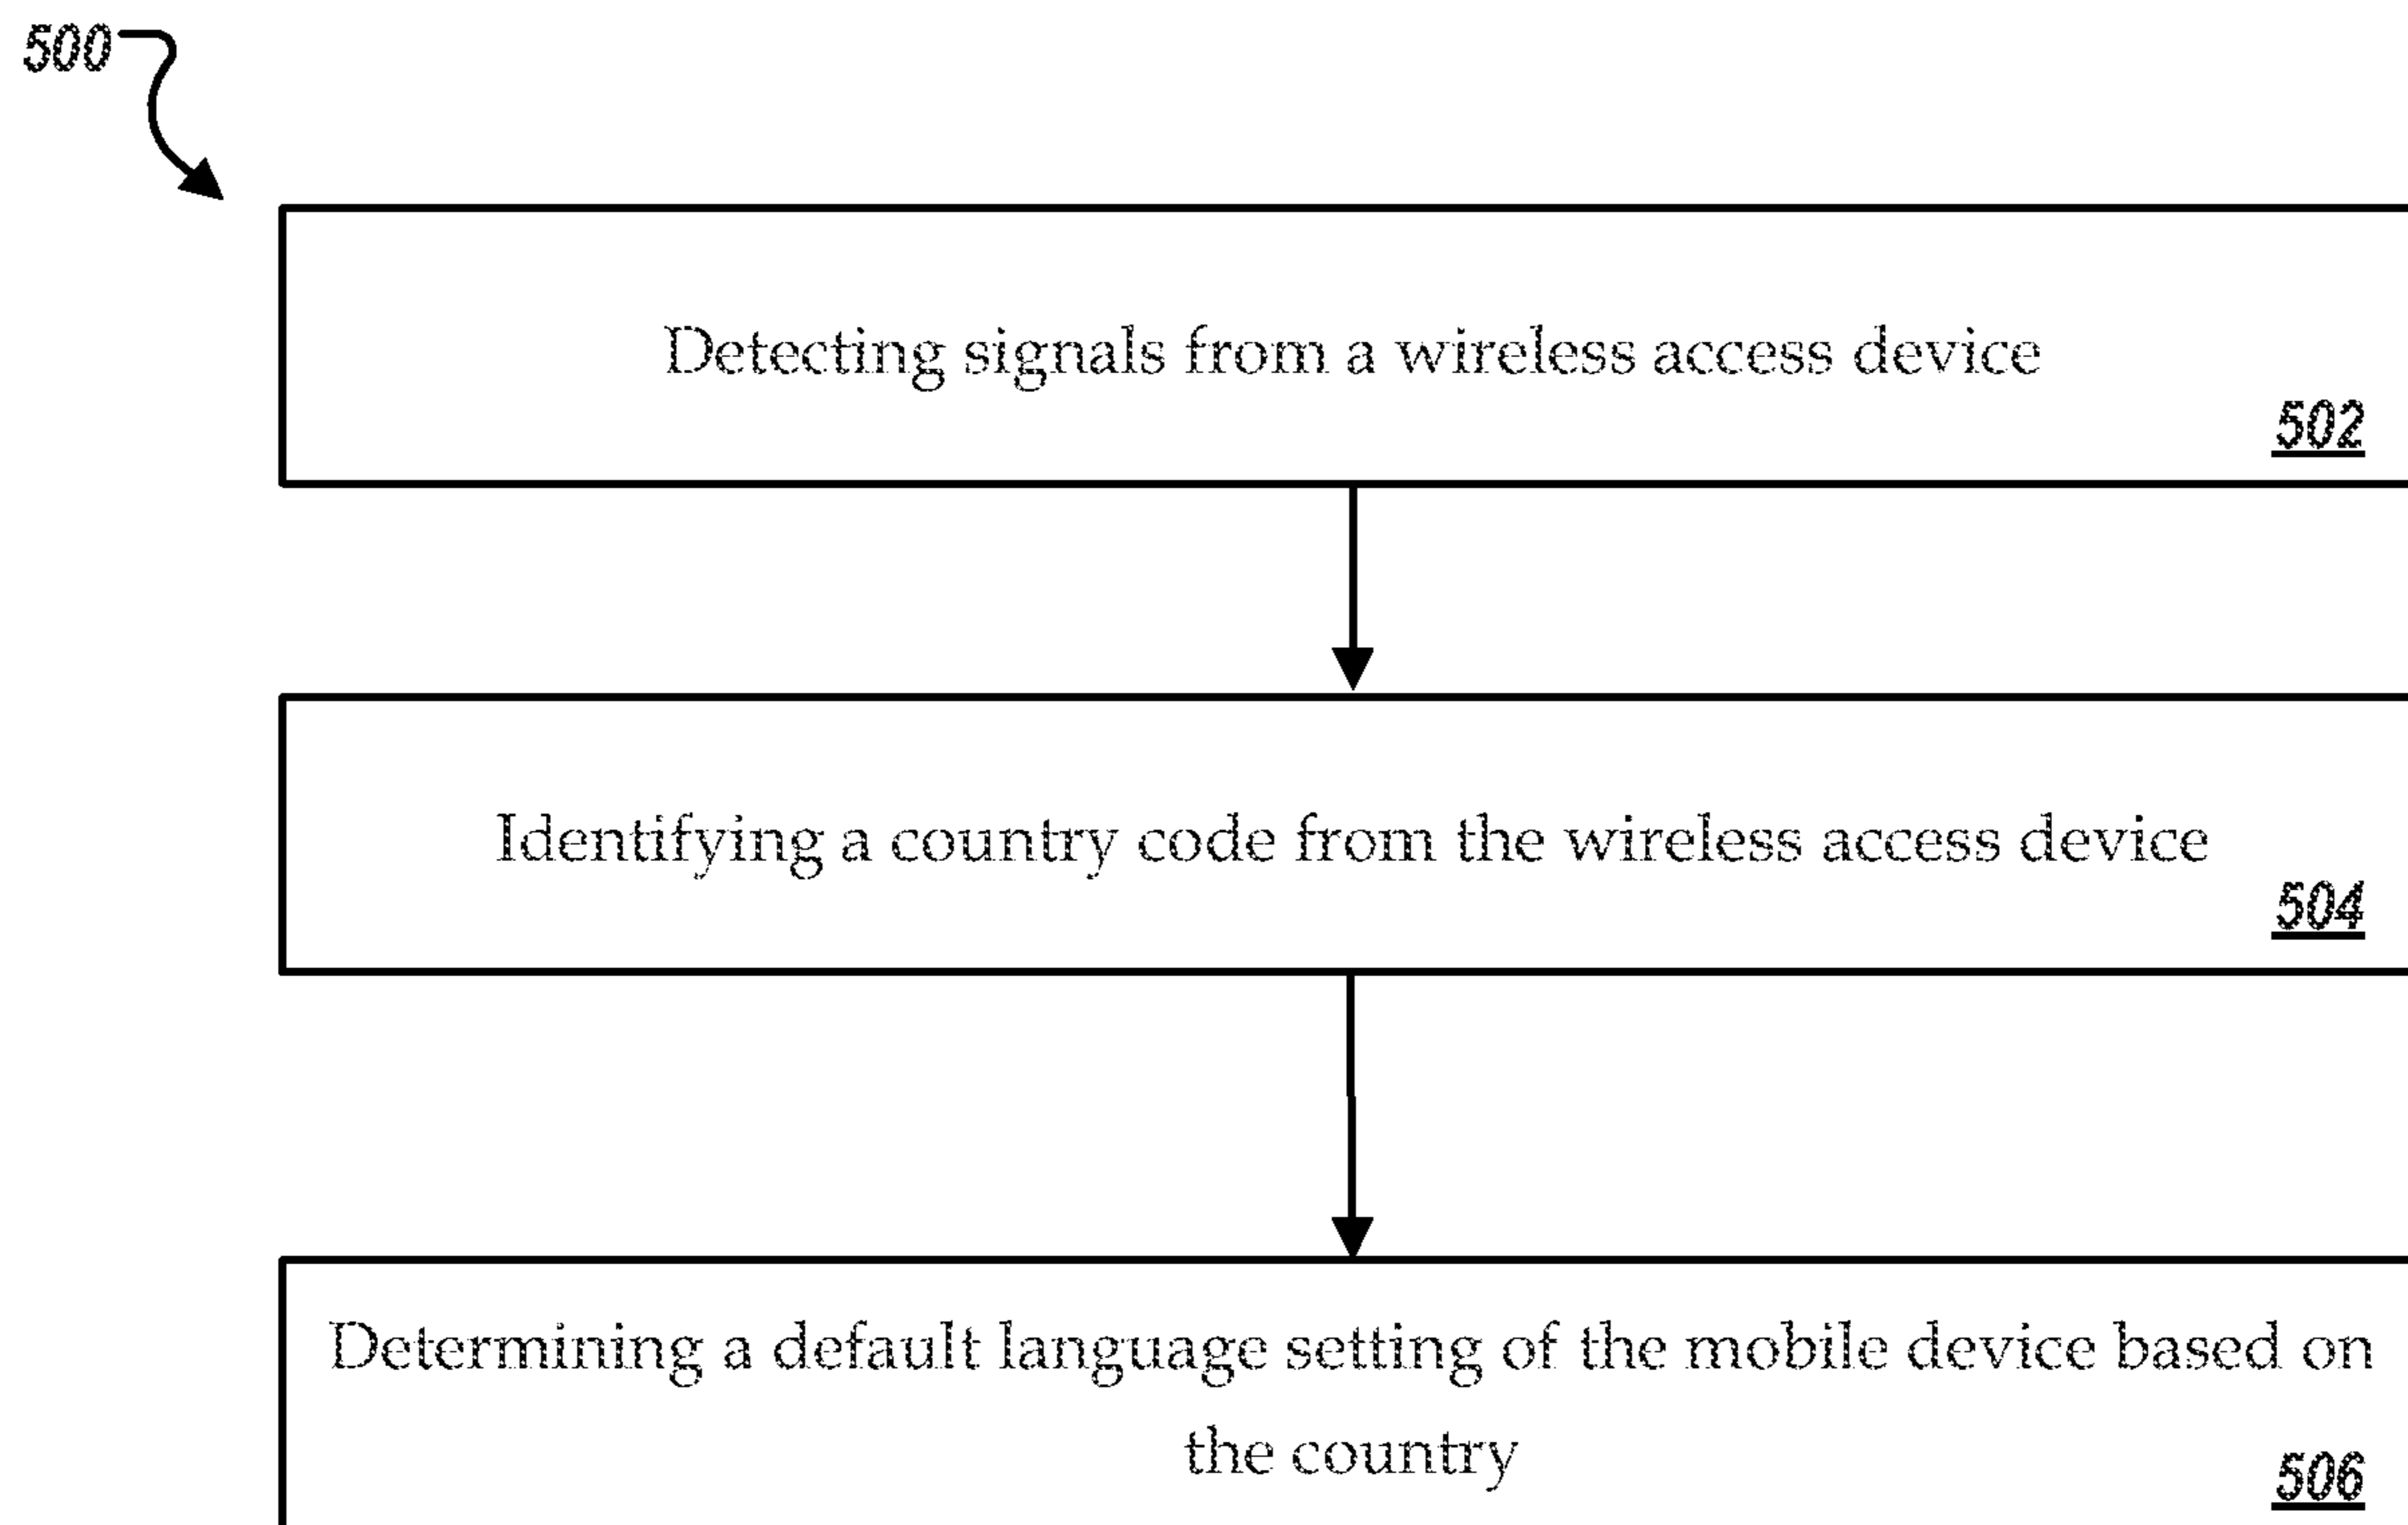 500
Detecting signals from a wireless access device
502
Identifying a country code from the wireless access device
504
Determining a default language setting of the mobile device based on
the country
506